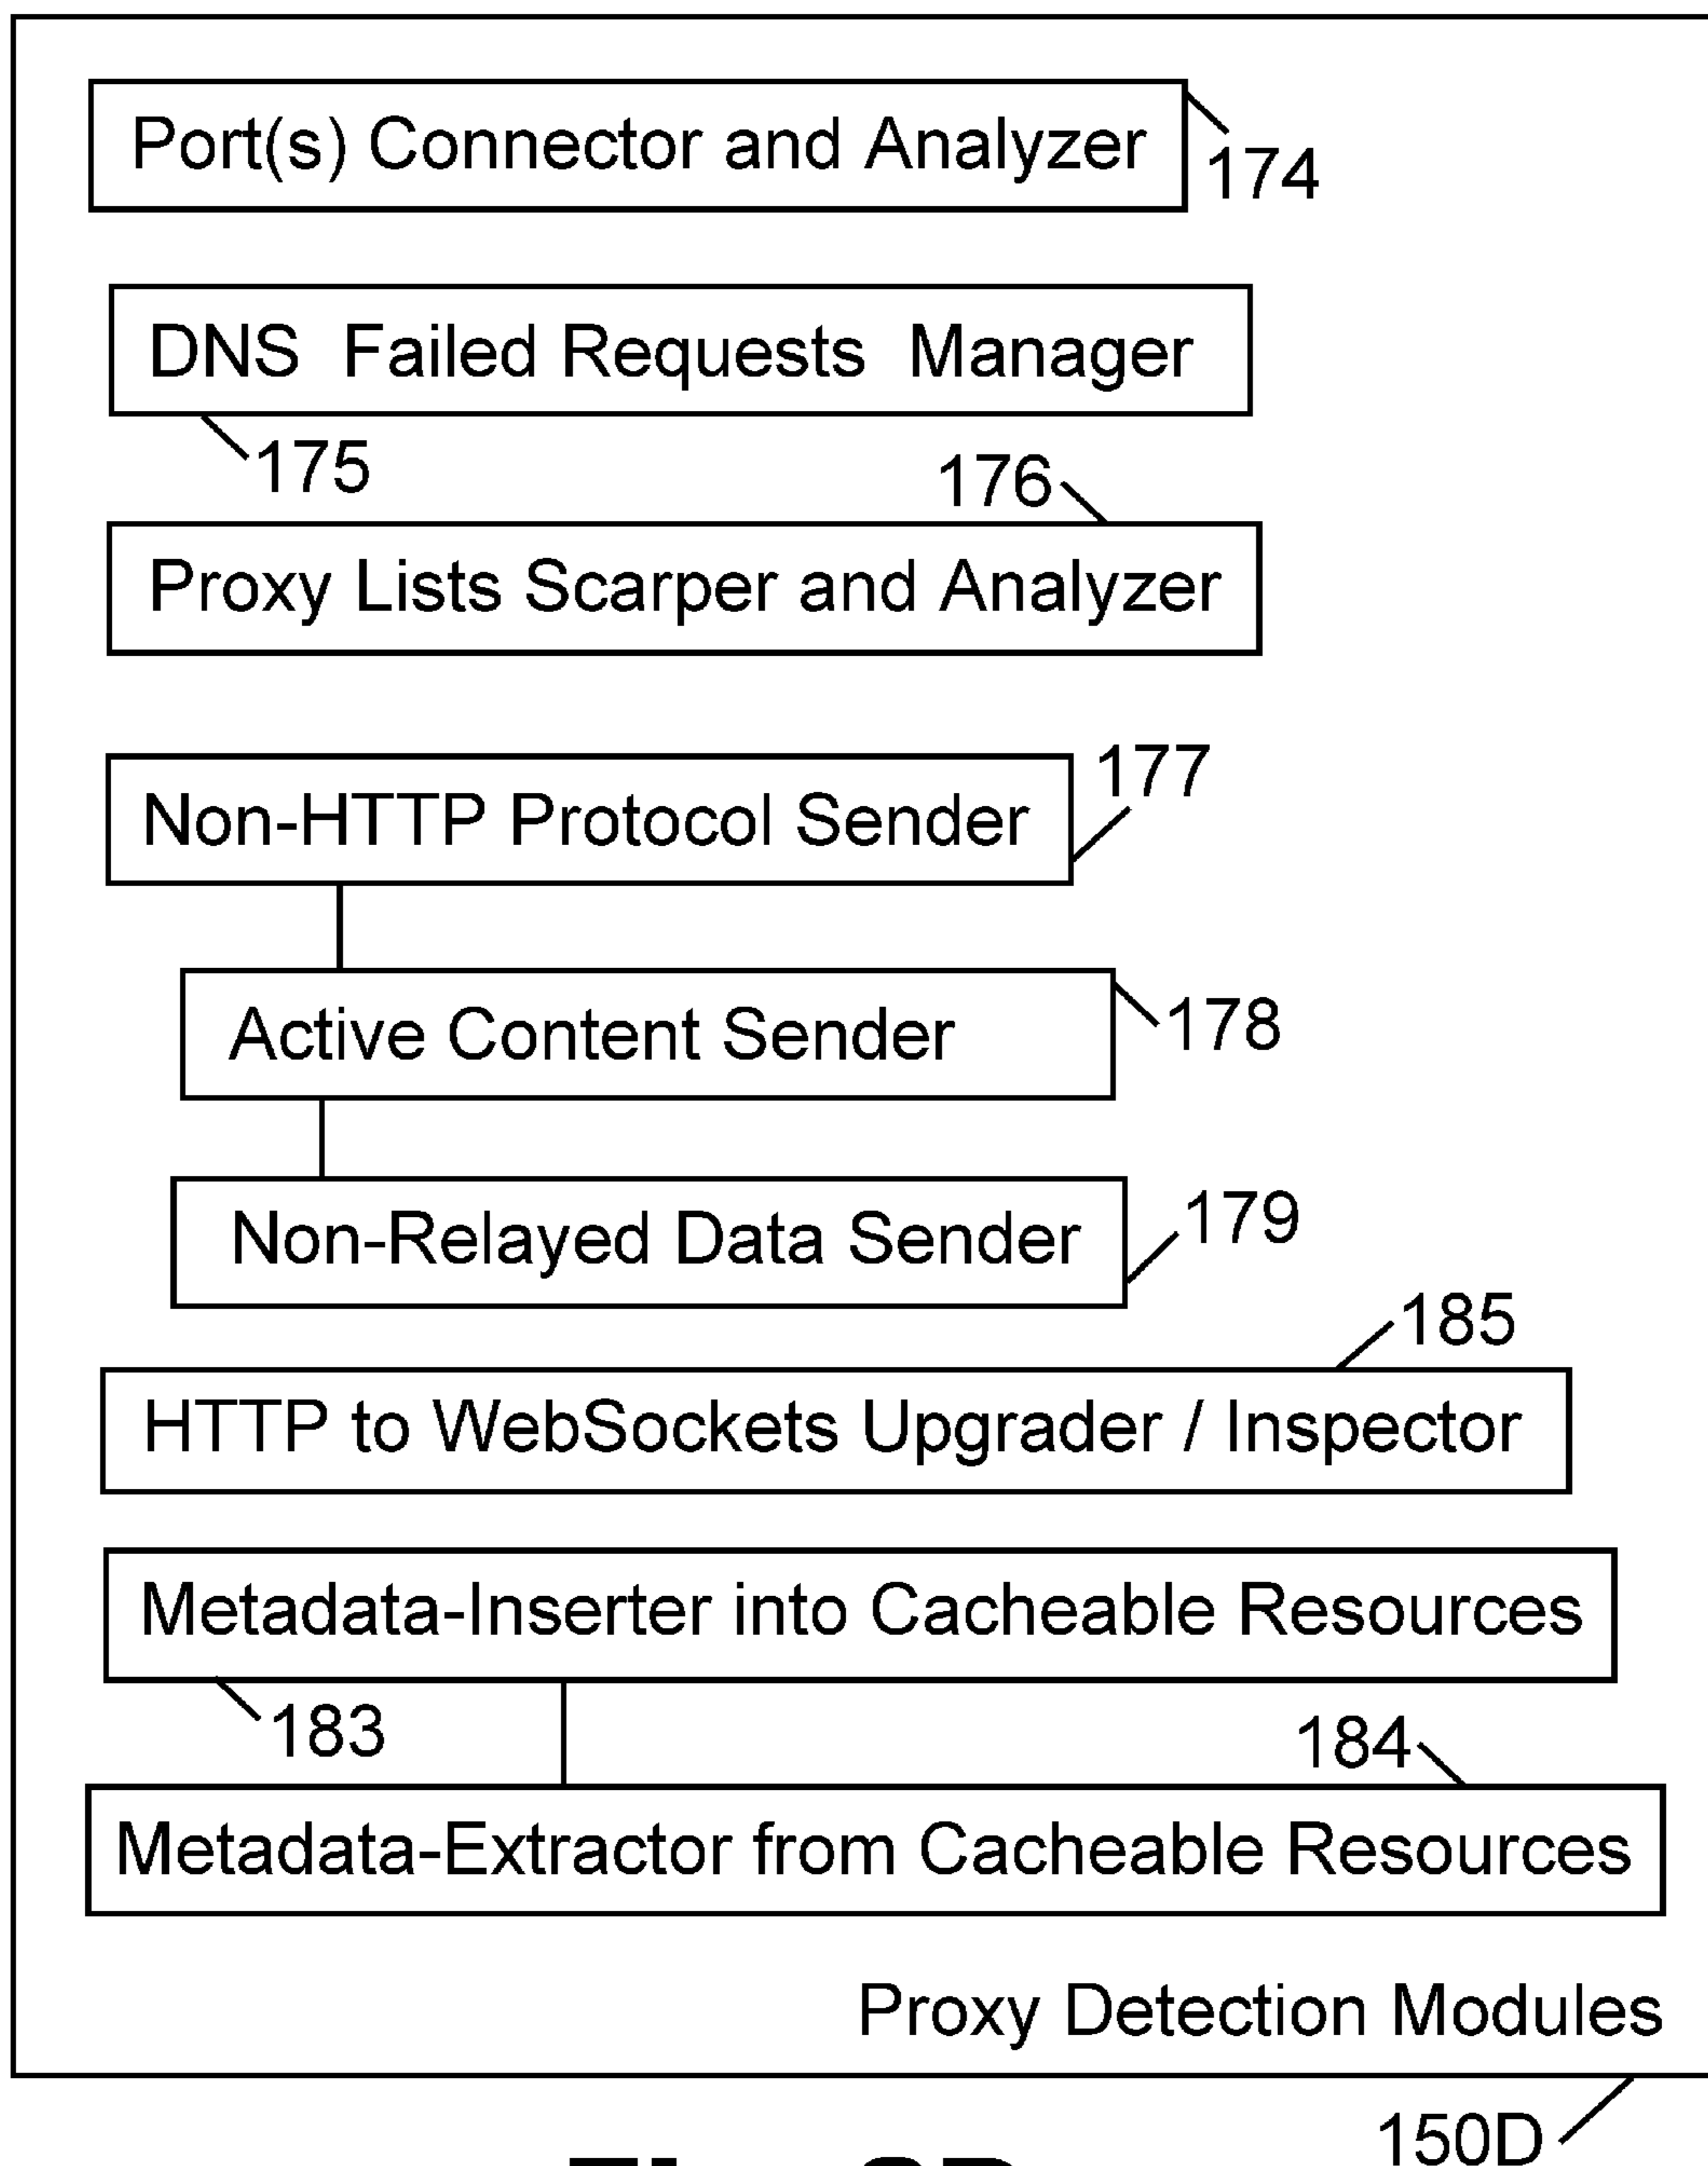 Port(s) Connector and Analyzer
174
DNS Failed Requests Manager
175
176
Proxy Lists Scarper and Analyzer
177
Non-HTTP Protocol Sender
Active Content Sender
178
Non-Relayed Data Sender
179
185
HTTP to WebSockets Upgrader / Inspector
Metadata-Inserter into Cacheable Resources
183
184
Metadata-Extractor from Cacheable Resources
Proxy Detection Modules
150D